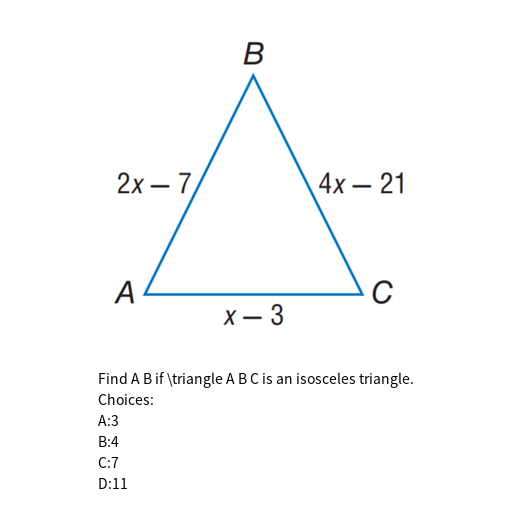 B
2x – 7
4x – 21
A
C
x – 3
Find A B if \triangle A B C is an isosceles triangle.
Choices:
A:3
B:4
C:7
D:11